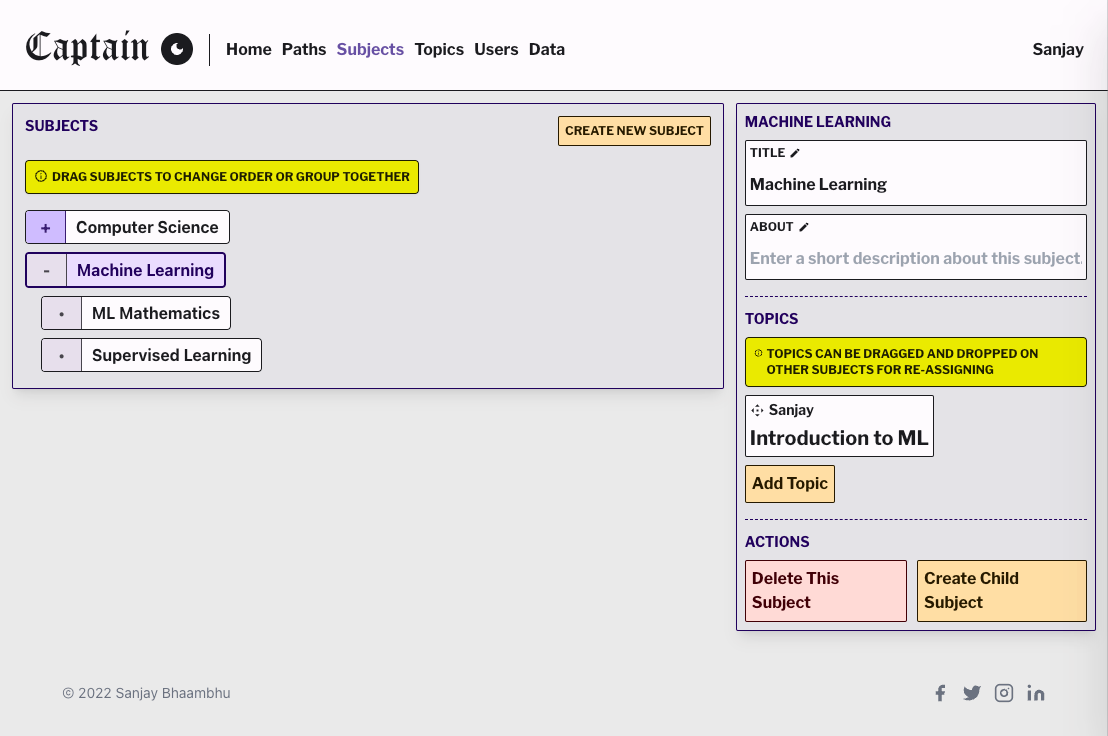 Captain
Home Paths Subjects Topics Users Data
Sanjay
SUBJECTS
CREATE NEW SUBJECT
DRAG SUBJECTS TO CHANGE ORDER OR GROUP TOGETHER
+ Computer Science
- Machine Learning
• ML Mathematics
• Supervised Learning
MACHINE LEARNING
TITLE
Machine Learning
ABOUT
Enter a short description about this subject.
TOPICS
TOPICS CAN BE DRAGGED AND DROPPED ON
OTHER SUBJECTS FOR RE-ASSIGNING
Sanjay
Introduction to ML
Add Topic
ACTIONS
Delete This
Subject
Create Child
Subject
© 2022 Sanjay Bhaambhu